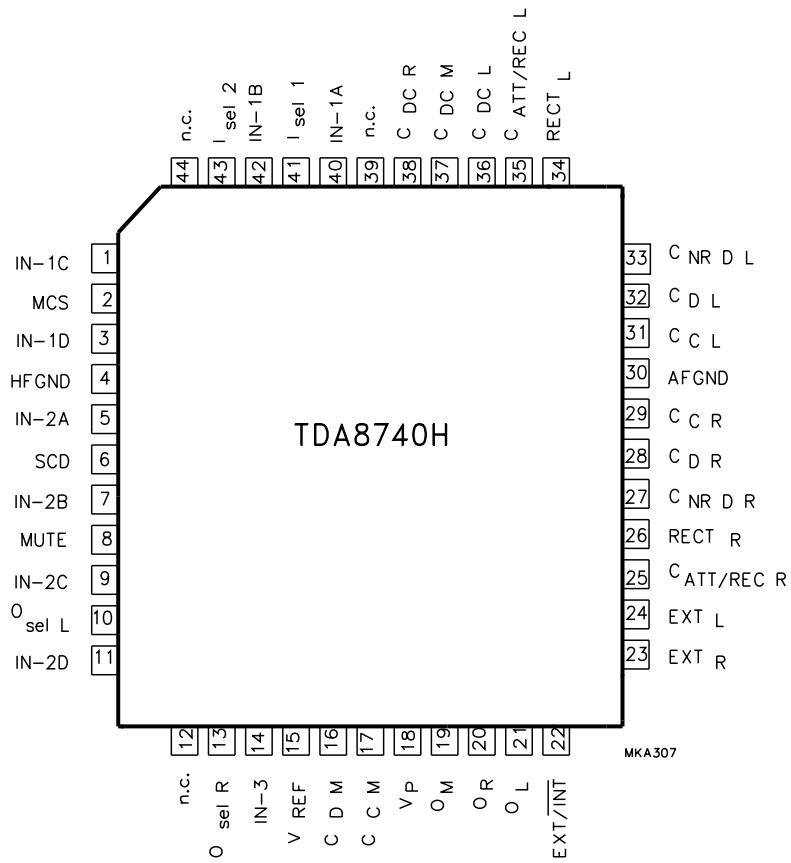 n.c.
I sel 2
IN-1B
I sel 1
IN-1A
n.c.
C DC R
C DC M
C DC L
C ATT/REC L
RECT L
44 43 42 41 40 39 38 37 36 35 34
IN-1C 1
MCS 2
IN-1D 3
HFGND 4
IN-2A 5
SCD 6
IN-2B 7
MUTE 8
IN-2C 9
O sel L 10
IN-2D 11
TDA8740H
33 C NR D L
32 C D L
31 C C L
30 AFGND
29 C C R
28 C D R
27 C NR D R
26 RECT R
25 C ATT/REC R
24 EXT L
23 EXT R
12 13 14 15 16 17 18 19 20 21 22
n.c.
O sel R
IN-3
V REF
C D M
C C M
V P
O M
O R
O L
EXT/INT
MKA307